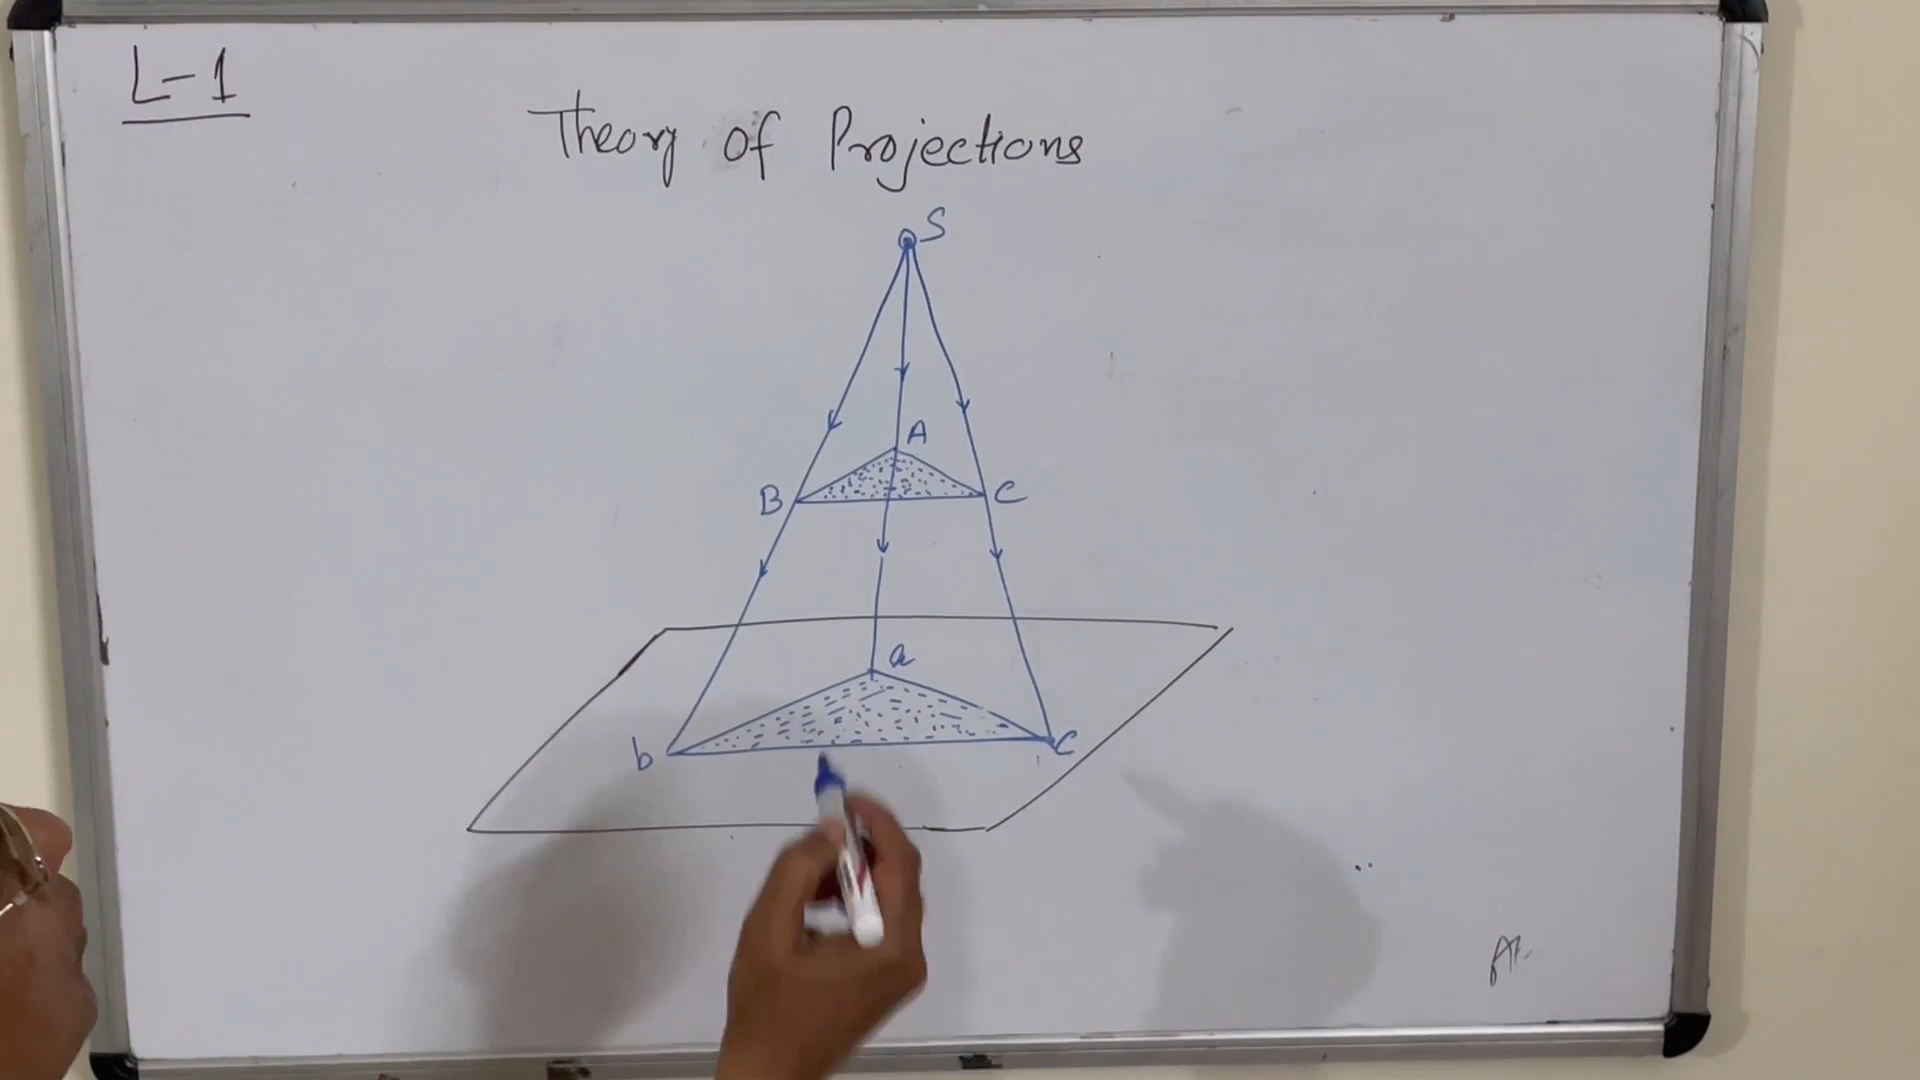 L-1
Theory of Projections
S
A
B C
a
b C